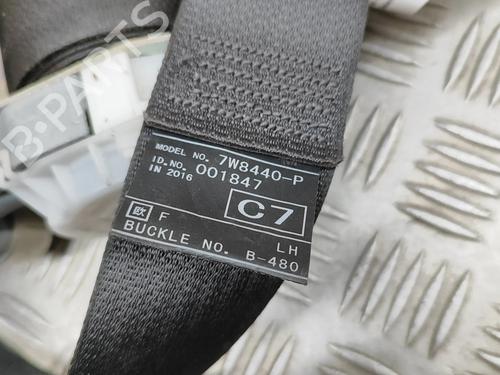 B-PARTS
MODEL NO. 7W8440-P
ID.NO. 001847
IN 2016
C7
F LH
BUCKLE NO. B-480